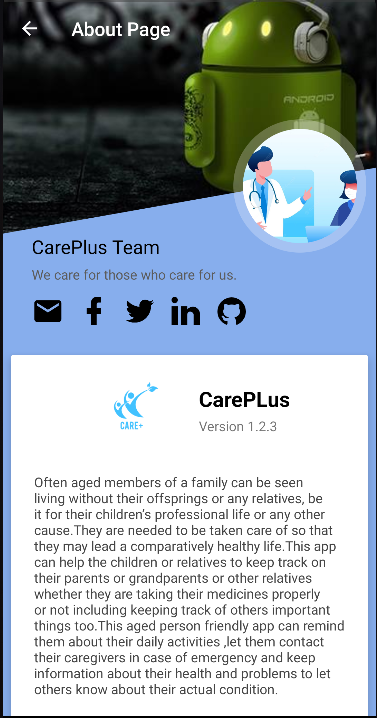 About Page
ANDROID
CarePlus Team
We care for those who care for us.
CARE+
CarePLus
Version 1.2.3
Often aged members of a family can be seen
living without their offsprings or any relatives, be
it for their children's professional life or any other
cause.They are needed to be taken care of so that
they may lead a comparatively healthy life.This app
can help the children or relatives to keep track on
their parents or grandparents or other relatives
whether they are taking their medicines properly
or not including keeping track of others important
things too.This aged person friendly app can remind
them about their daily activities ,let them contact
their caregivers in case of emergency and keep
information about their health and problems to let
others know about their actual condition.